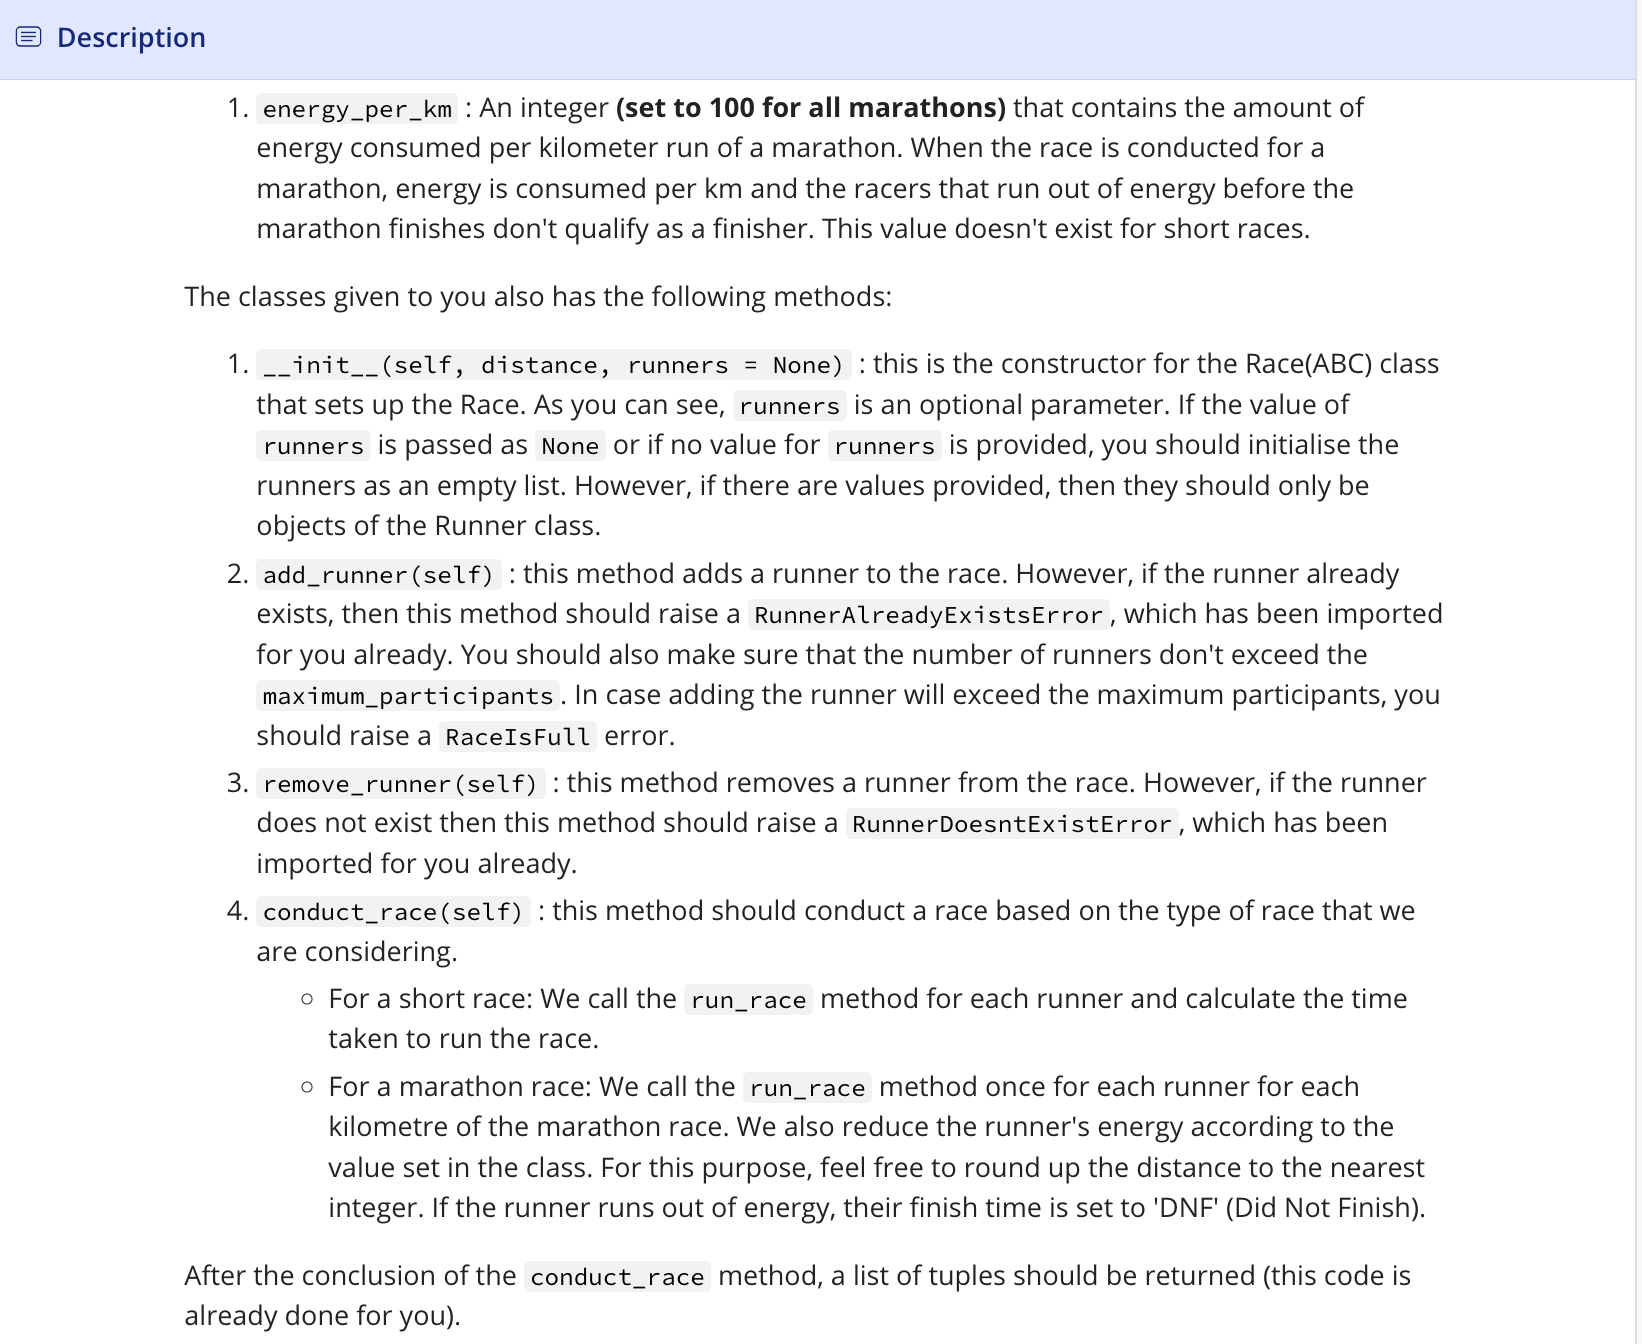 Description
1. energy_per_km : An integer (set to 100 for all marathons) that contains the amount of
energy consumed per kilometer run of a marathon. When the race is conducted for a
marathon, energy is consumed per km and the racers that run out of energy before the
marathon finishes don't qualify as a finisher. This value doesn't exist for short races.
The classes given to you also has the following methods:
1. __init__(self, distance, runners = None) : this is the constructor for the Race(ABC) class
that sets up the Race. As you can see, runners is an optional parameter. If the value of
runners is passed as None or if no value for runners is provided, you should initialise the
runners as an empty list. However, if there are values provided, then they should only be
objects of the Runner class.
2. add_runner(self) : this method adds a runner to the race. However, if the runner already
exists, then this method should raise a RunnerAlreadyExistsError, which has been imported
for you already. You should also make sure that the number of runners don't exceed the
maximum_participants. In case adding the runner will exceed the maximum participants, you
should raise a RaceIsFull error.
3. remove_runner(self) : this method removes a runner from the race. However, if the runner
does not exist then this method should raise a RunnerDoesntExistError, which has been
imported for you already.
4. conduct_race(self) : this method should conduct a race based on the type of race that we
are considering.
○ For a short race: We call the run_race method for each runner and calculate the time
taken to run the race.
○ For a marathon race: We call the run_race method once for each runner for each
kilometre of the marathon race. We also reduce the runner's energy according to the
value set in the class. For this purpose, feel free to round up the distance to the nearest
integer. If the runner runs out of energy, their finish time is set to 'DNF' (Did Not Finish).
After the conclusion of the conduct_race method, a list of tuples should be returned (this code is
already done for you).